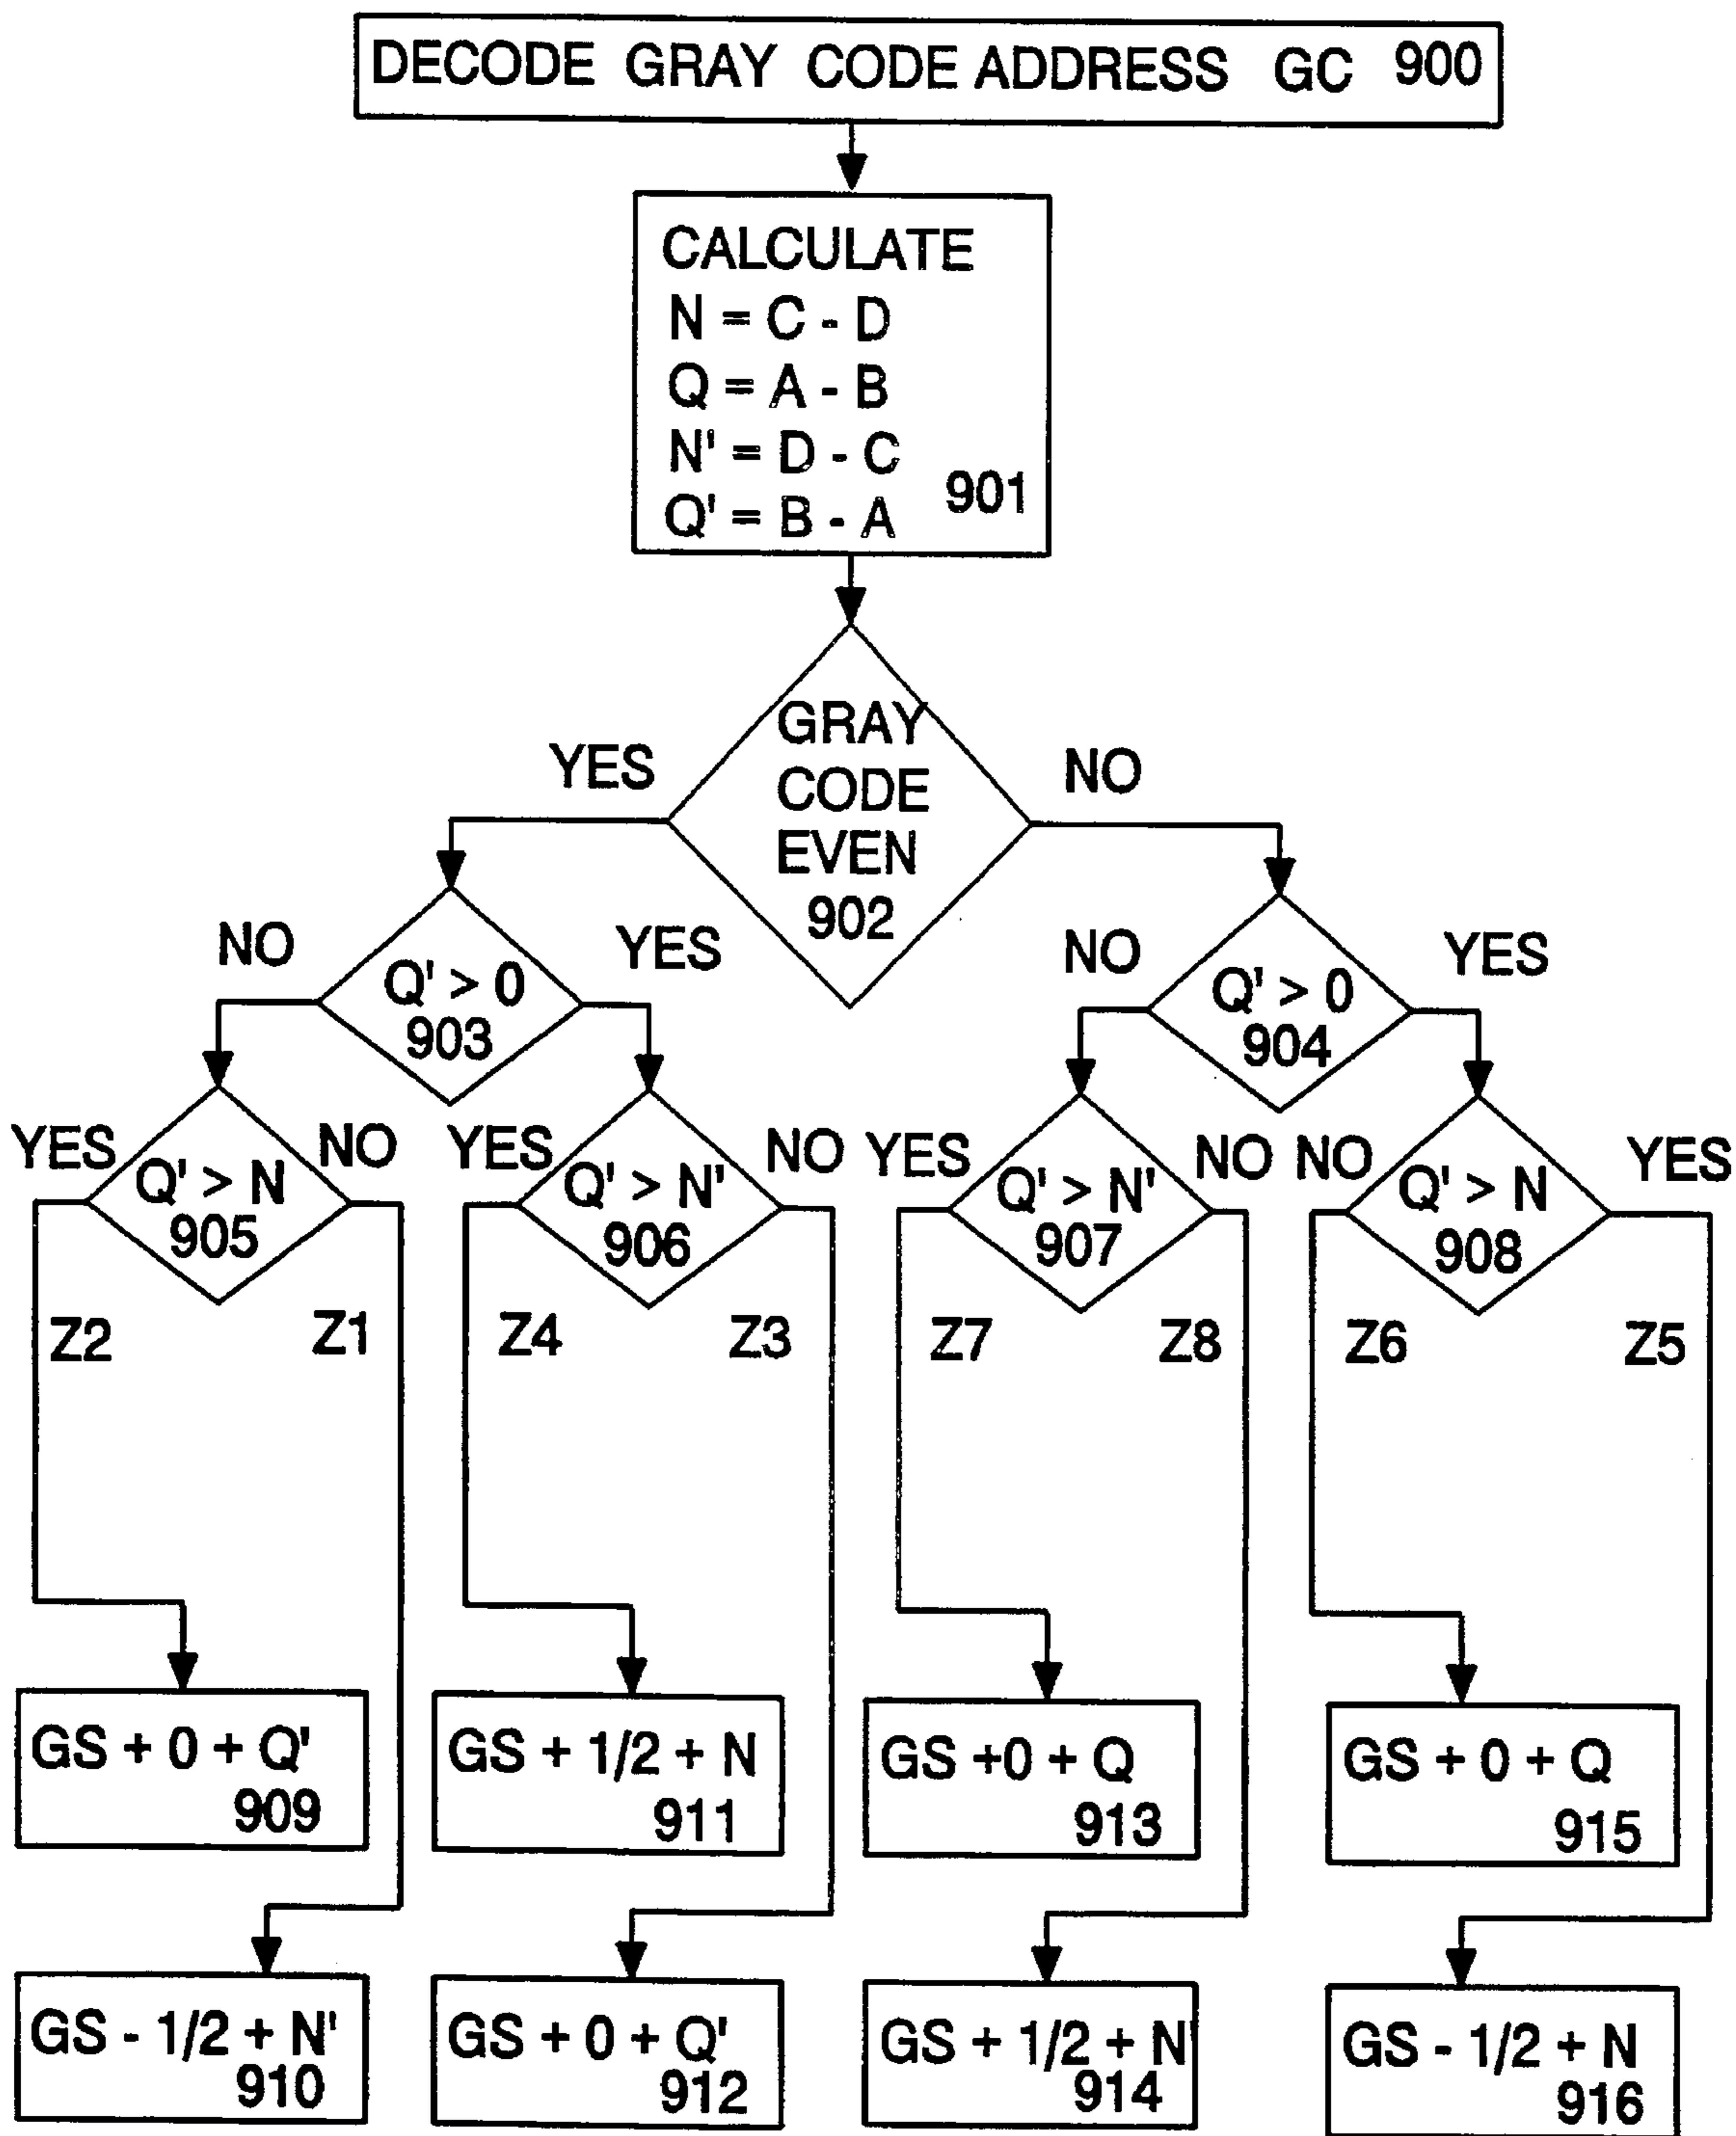 DECODE GRAY CODE ADDRESS GC 900
CALCULATE
N = C - D
Q = A - B
N' = D - C
Q' = B - A
901
GRAY
CODE
EVEN
902
YES
NO
NO
Q' > 0
903
YES
NO
Q' > 0
904
YES
YES
Q' > N
905
NO
YES
Q' > N'
906
NO
YES
Q' > N'
907
NO
NO
Q' > N
908
YES
Z2
Z1
Z4
Z3
Z7
Z8
Z6
Z5
GS + 0 + Q'
909
GS + 1/2 + N
911
GS +0 + Q
913
GS + 0 + Q
915
GS - 1/2 + N'
910
GS + 0 + Q'
912
GS + 1/2 + N'
914
GS - 1/2 + N
916